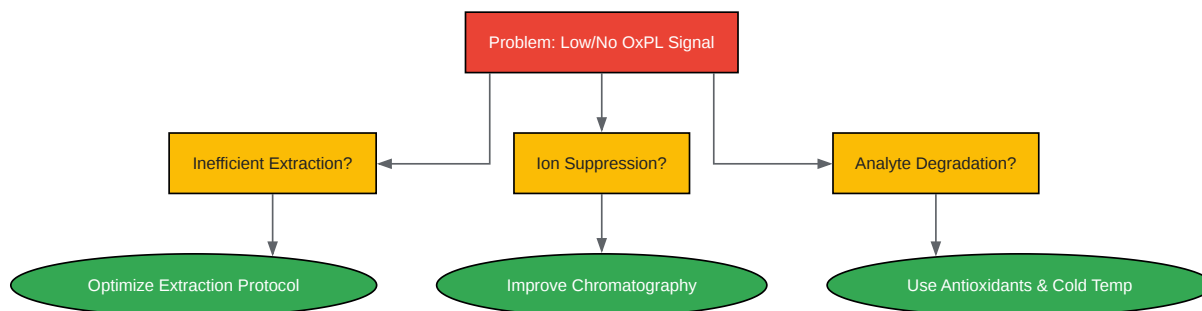 Problem: Low/No OxPL Signal
Inefficient Extraction?
Ion Suppression?
Analyte Degradation?
Optimize Extraction Protocol
Improve Chromatography
Use Antioxidants & Cold Temp